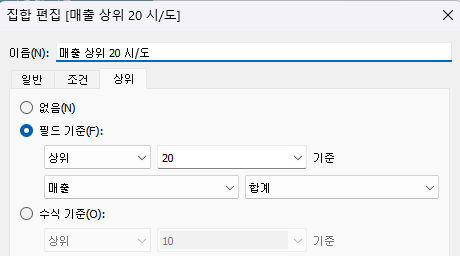 집합 편집 [매출 상위 20 시/도]
이름(N): 매출 상위 20 시/도
일반 조건 상위
없음(N)
필드 기준(F):
상위 20 기준
매출 합계
수식 기준(O):
상위 10 기준